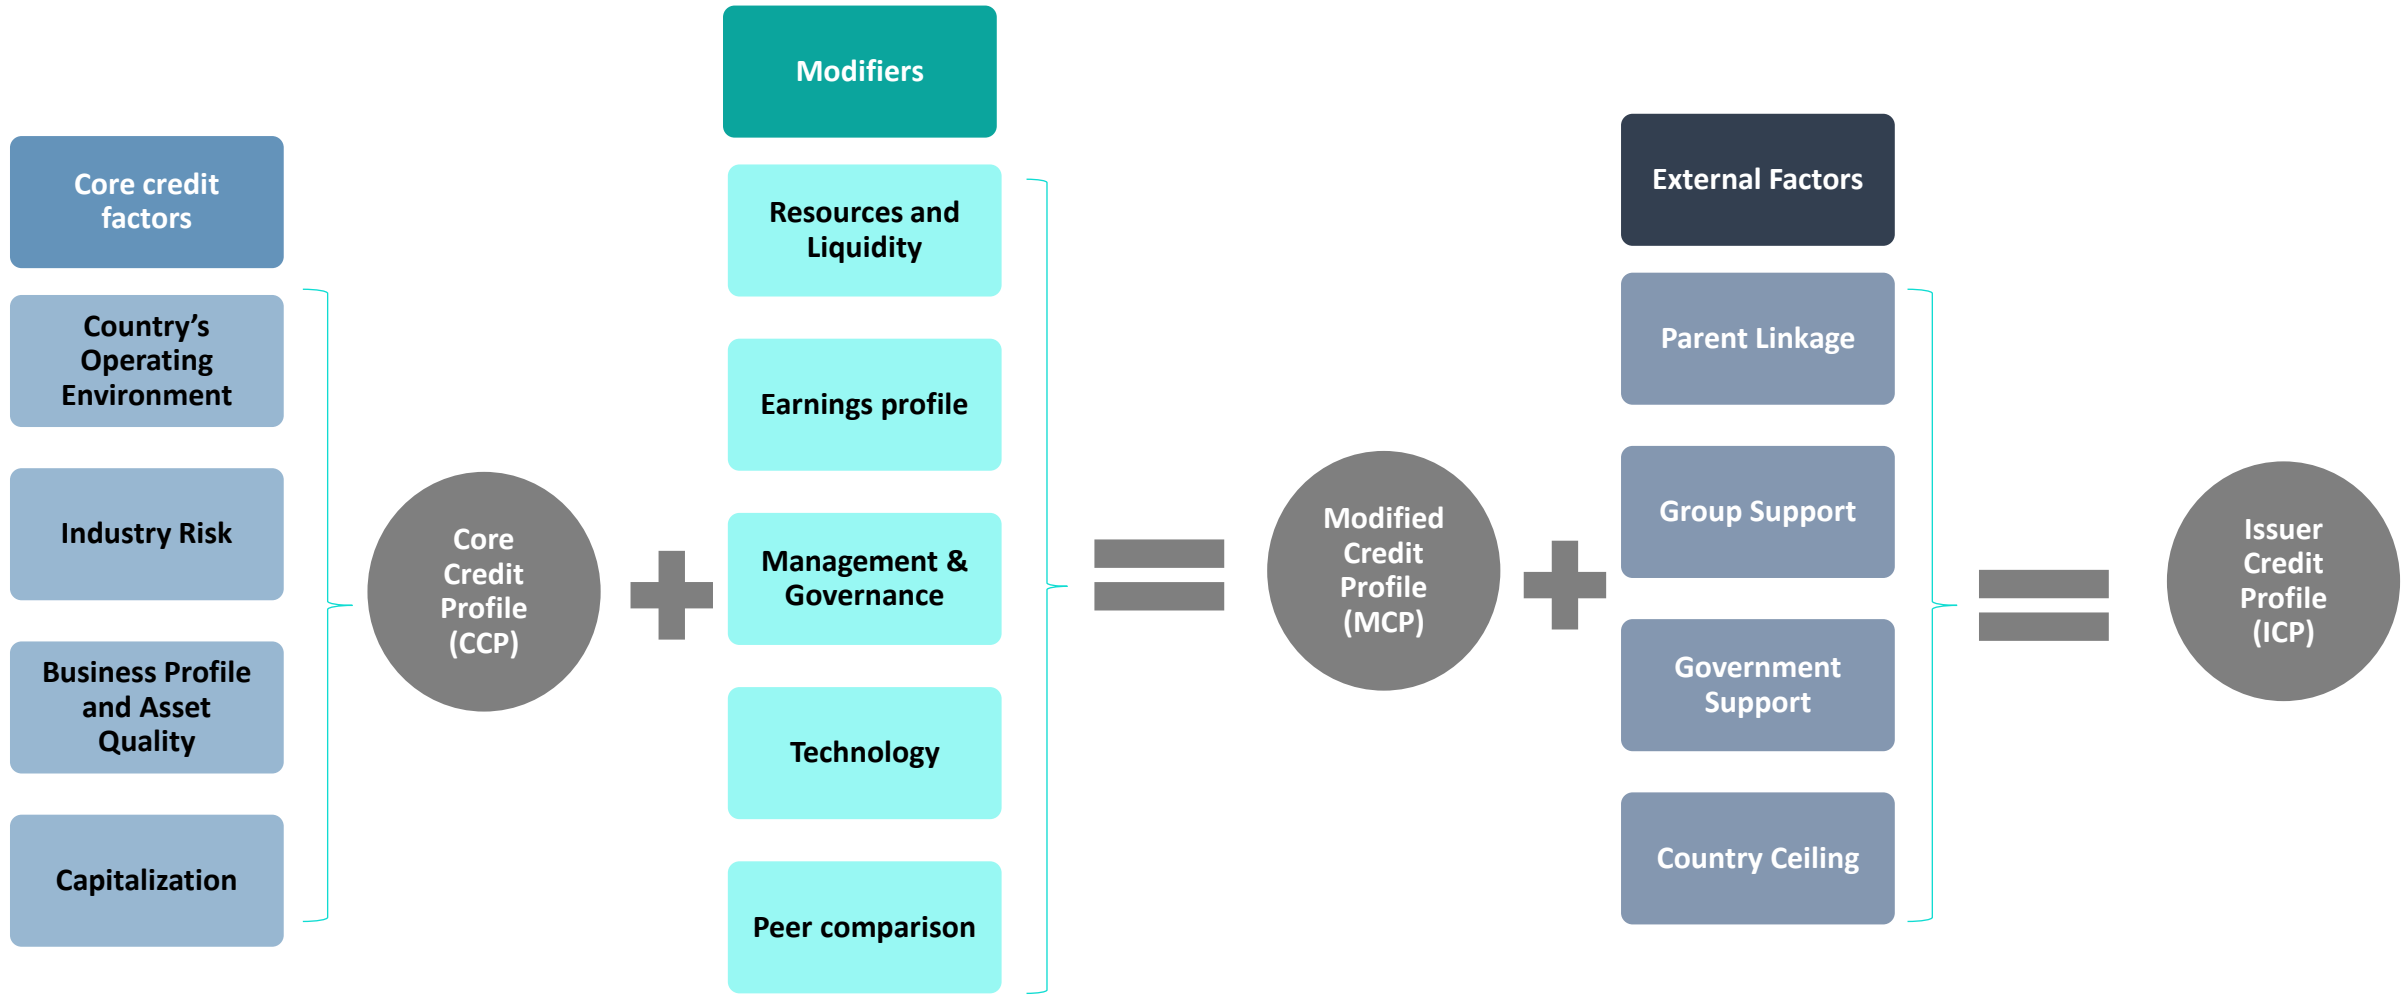 Core credit
factors
Country’s
Operating
Environment
Industry Risk
Business Profile
and Asset
Quality
Capitalization
Core
Credit
Profile
(CCP)
Modifiers
Resources and
Liquidity
Earnings profile
Management &
Governance
Technology
Peer comparison
Modified
Credit
Profile
(MCP)
External Factors
Parent Linkage
Group Support
Government
Support
Country Ceiling
Issuer
Credit
Profile
(ICP)